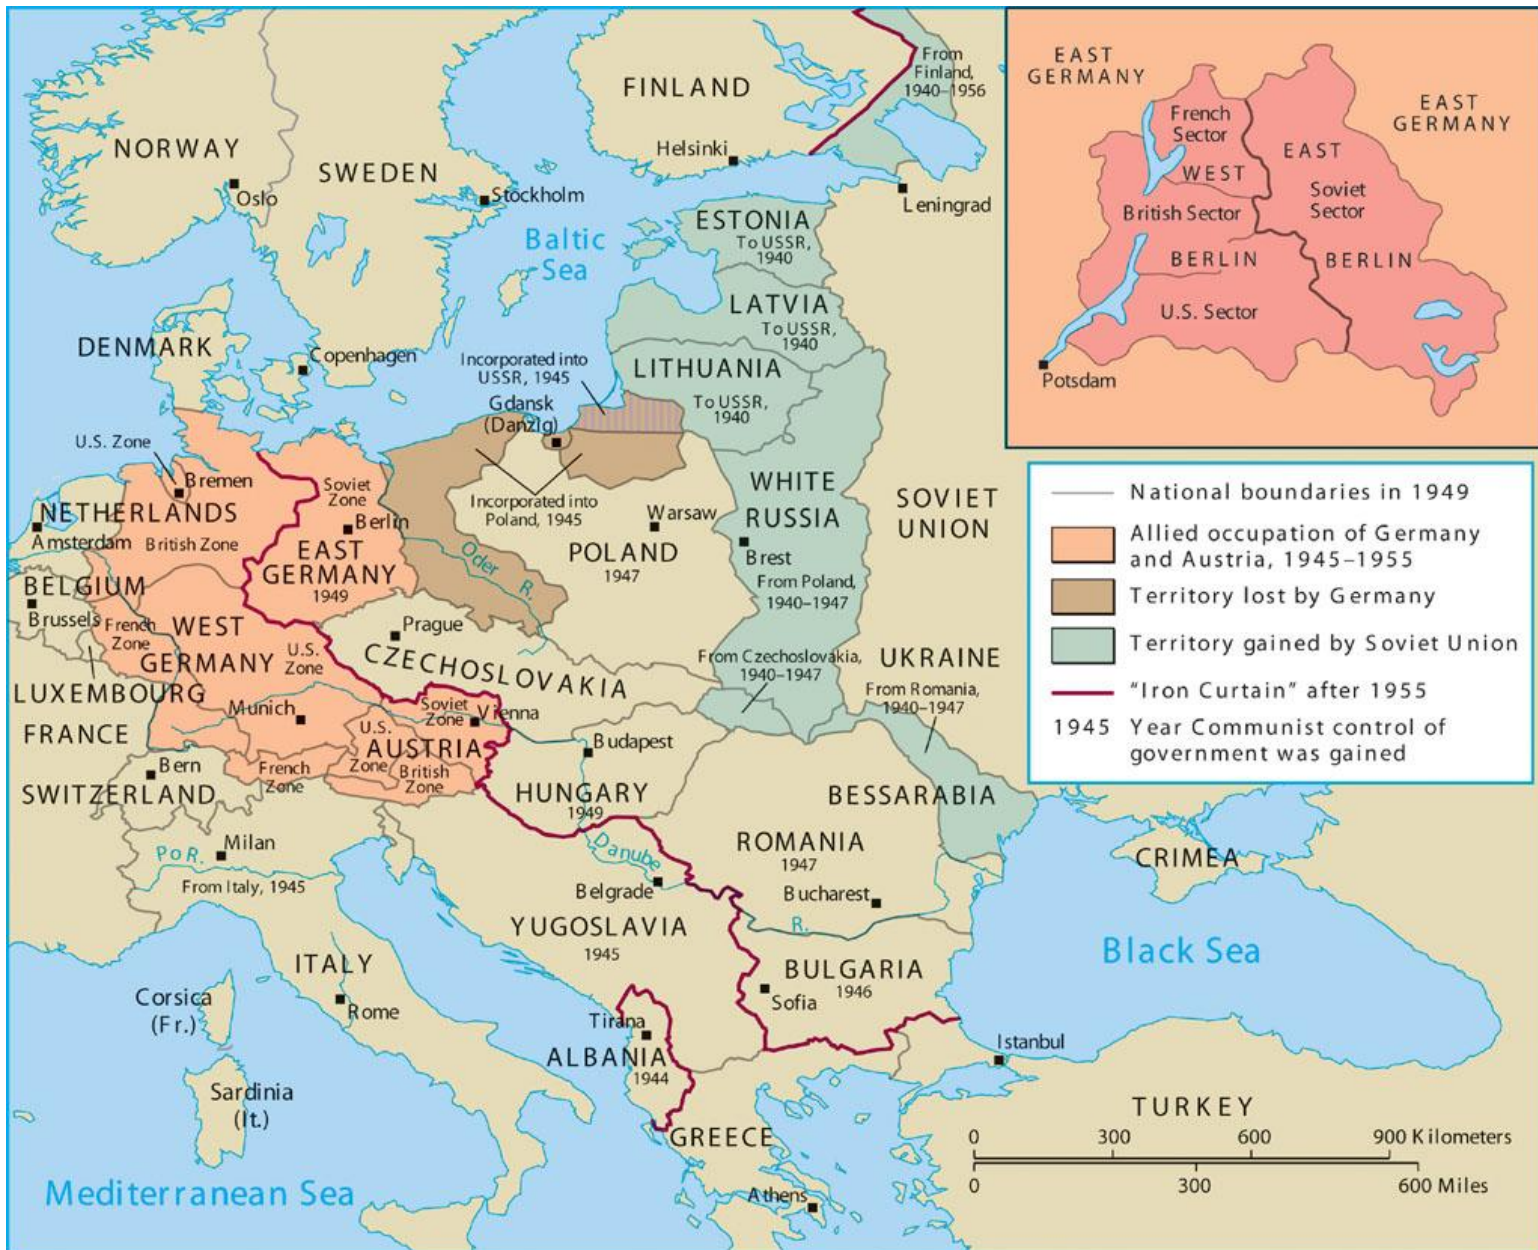 FINLAND
From
Finland,
1940–1956
NORWAY
Helsinki
SWEDEN
Oslo
Stockholm
Leningrad
ESTONIA
To USSR,
1940
Baltic
Sea
LATVIA
To USSR,
1940
DENMARK
Copenhagen
Incorporated into
USSR, 1945
LITHUANIA
To USSR,
1940
Gdansk
(Danzig)
U.S. Zone
Bremen
Soviet
Zone
Berlin
NETHERLANDS
Amsterdam
British Zone
EAST
GERMANY
1949
Incorporated into
Poland, 1945
Warsaw
POLAND
1947
Oder R.
WHITE
RUSSIA
Brest
From Poland,
1940–1947
SOVIET
UNION
BELGIUM
Brussels
French
Zone
WEST
GERMANY
U.S.
Zone
Prague
CZECHOSLOVAKIA
From Czechoslovakia,
1940–1947
UKRAINE
From Romania,
1940–1947
LUXEMBOURG
FRANCE
Munich
Soviet
Zone
Vienna
U.S.
Zone
AUSTRIA
British
Zone
French
Zone
Bern
SWITZERLAND
Budapest
HUNGARY
1949
BESSARABIA
Milan
Po R.
From Italy, 1945
Danube
R.
Belgrade
ROMANIA
1947
Bucharest
CRIMEA
YUGOSLAVIA
1945
BULGARIA
1946
Sofia
Black Sea
ITALY
Rome
Corsica
(Fr.)
Tirana
ALBANIA
1944
Istanbul
Sardinia
(It.)
GREECE
TURKEY
Athens
Mediterranean Sea
0 300 600 900 Kilometers
0 300 600 Miles
EAST
GERMANY
EAST
GERMANY
French
Sector
WEST
EAST
British Sector
Soviet
Sector
BERLIN
BERLIN
U.S. Sector
Potsdam
National boundaries in 1949
Allied occupation of Germany
and Austria, 1945–1955
Territory lost by Germany
Territory gained by Soviet Union
"Iron Curtain" after 1955
1945 Year Communist control of
government was gained